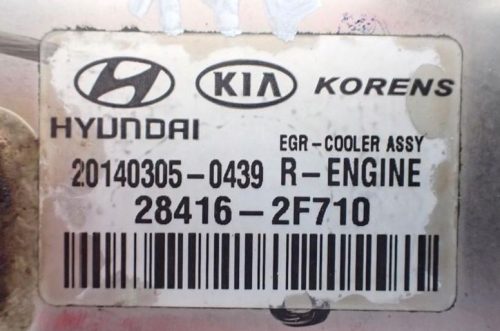 KIA KORENS
HYUNDAI
EGR-COOLER ASSY
20140305-0439 R-ENGINE
28416-2F710